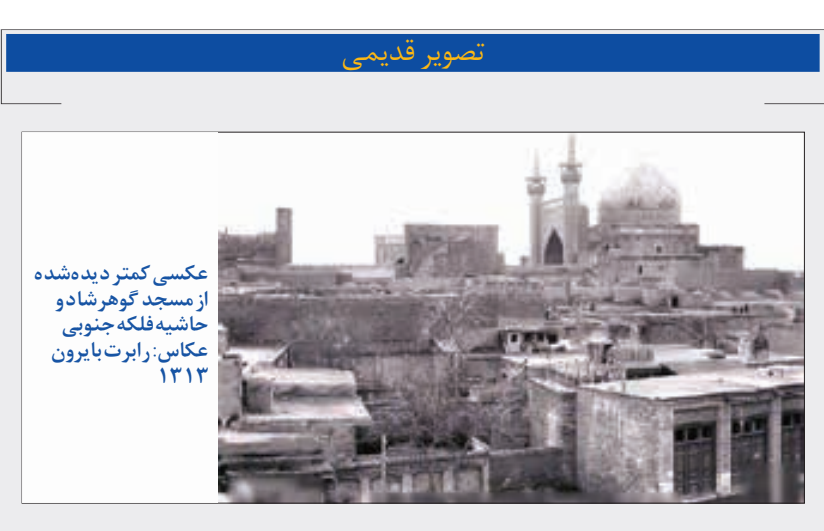 تصویر قدیمی
عکسی کمتر دیده‌شده
از مسجد گوهرشاد و
حاشیه فلکه جنوبی
عکاس: رابرت بایرون
۱۳۱۳